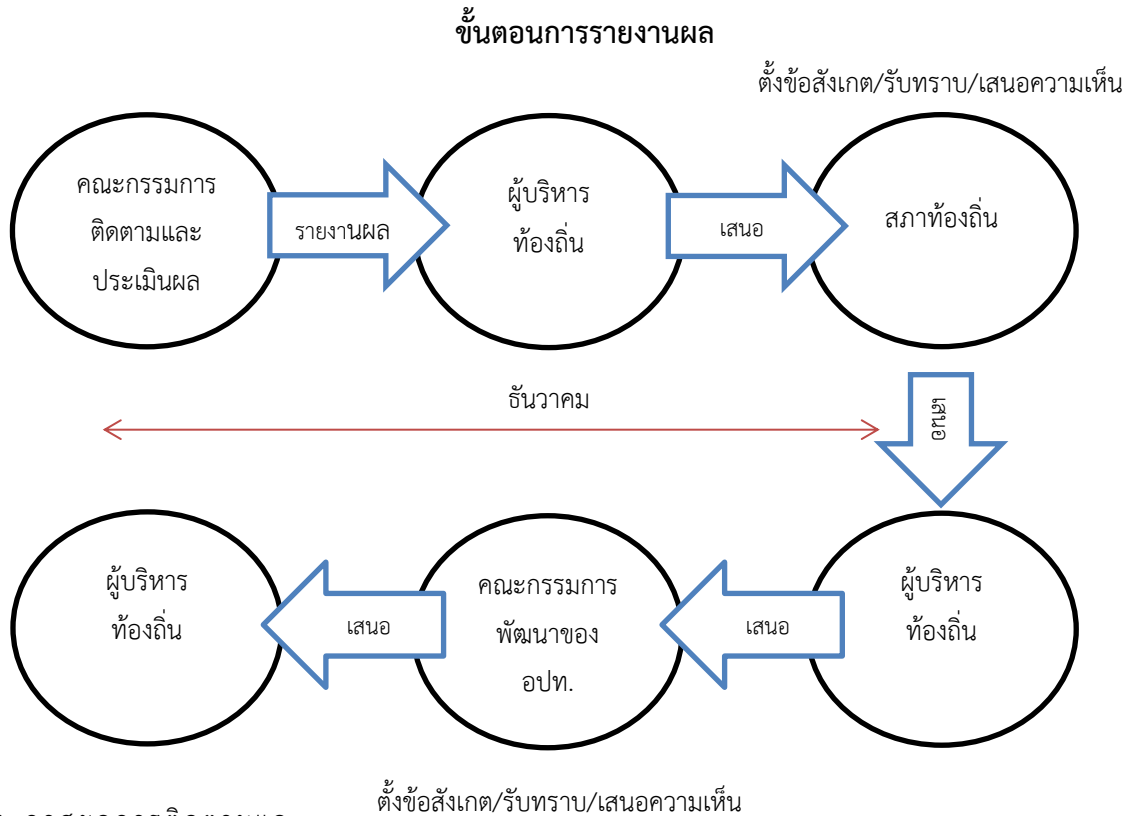 ขั้นตอนการรายงานผล
ตั้งข้อสังเกต/รับทราบ/เสนอความเห็น
คณะกรรมการ
ติดตามและ
ประเมินผล
รายงานผล
ผู้บริหาร
ท้องถิ่น
เสนอ
สภาท้องถิ่น
ธันวาคม
เสนอ
ผู้บริหาร
ท้องถิ่น
เสนอ
คณะกรรมการ
พัฒนาของ
อปท.
เสนอ
ผู้บริหาร
ท้องถิ่น
ตั้งข้อสังเกต/รับทราบ/เสนอความเห็น